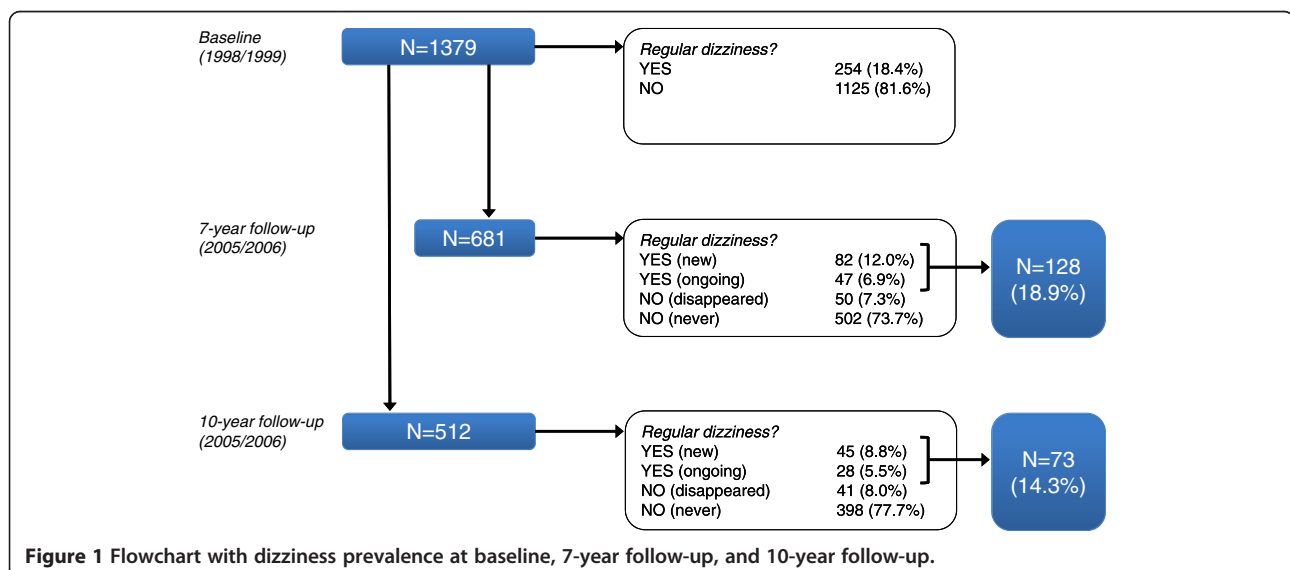 Baseline
(1998/1999)
N=1379
Regular dizziness?
YES 254 (18.4%)
NO 1125 (81.6%)
7-year follow-up
(2005/2006)
N=681
Regular dizziness?
YES (new) 82 (12.0%)
YES (ongoing) 47 (6.9%)
NO (disappeared) 50 (7.3%)
NO (never) 502 (73.7%)
N=128
(18.9%)
10-year follow-up
(2005/2006)
N=512
Regular dizziness?
YES (new) 45 (8.8%)
YES (ongoing) 28 (5.5%)
NO (disappeared) 41 (8.0%)
NO (never) 398 (77.7%)
N=73
(14.3%)
Figure 1 Flowchart with dizziness prevalence at baseline, 7-year follow-up, and 10-year follow-up.